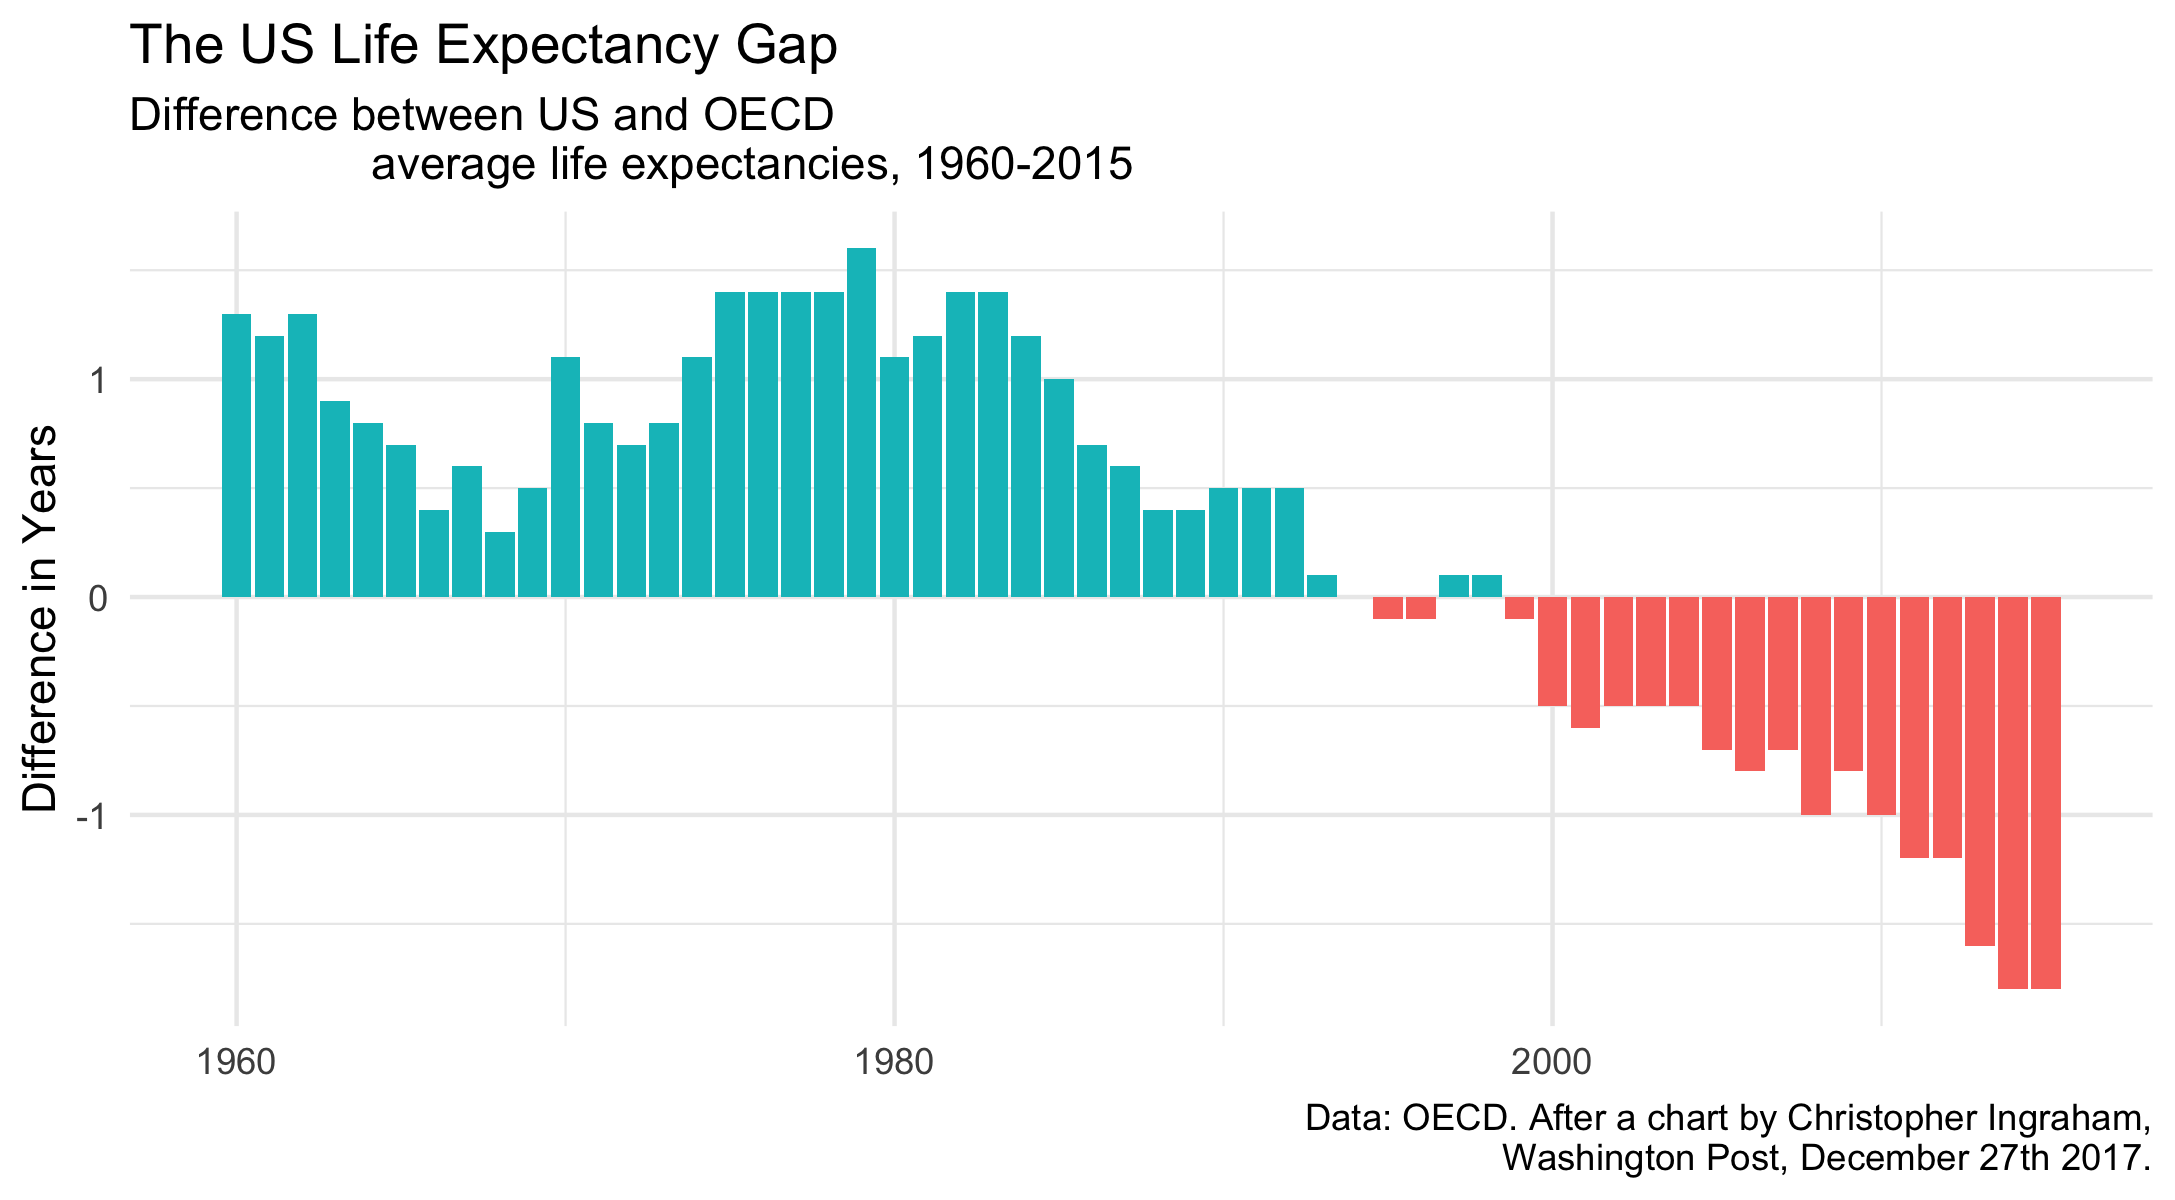 The US Life Expectancy Gap
Difference between US and OECD
average life expectancies, 1960-2015
Difference in Years
1
0
-1
1960
1980
2000
Data: OECD. After a chart by Christopher Ingraham,
Washington Post, December 27th 2017.